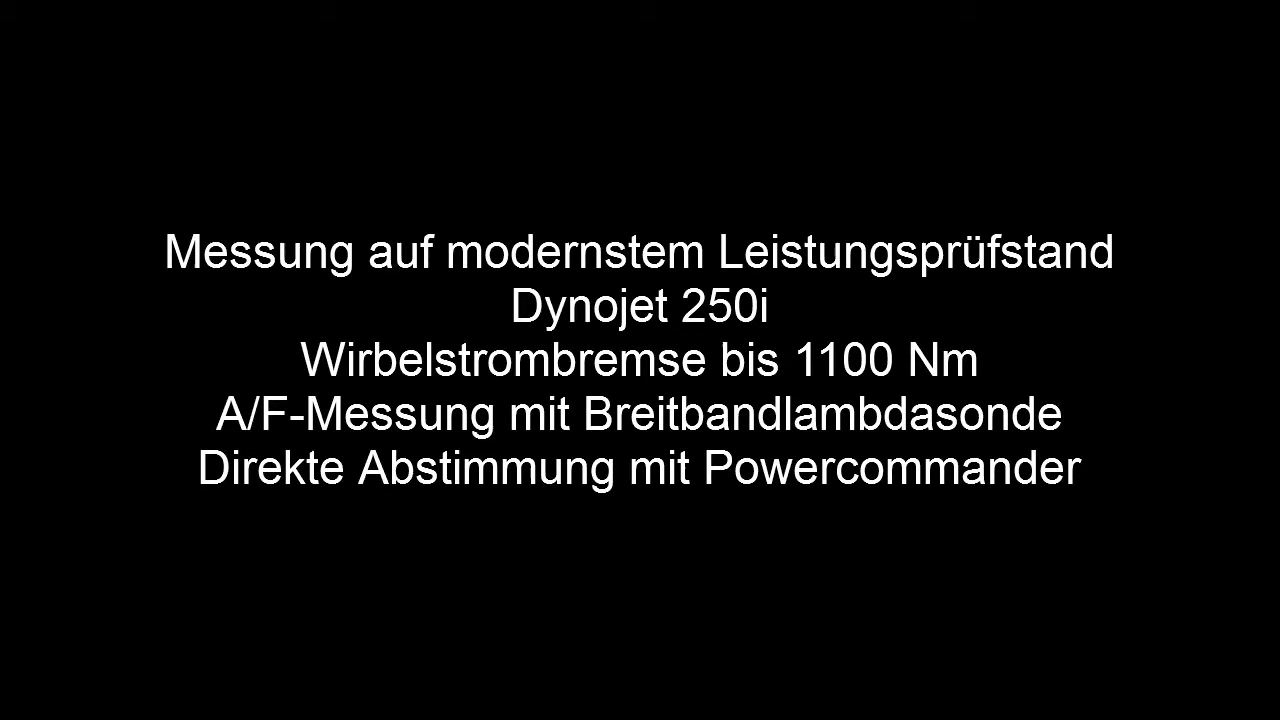 Messung auf modernstem Leistungsprüfstand
Dynojet 250i
Wirbelstrombremse bis 1100 Nm
A/F-Messung mit Breitbandlambdasonde
Direkte Abstimmung mit Powercommander